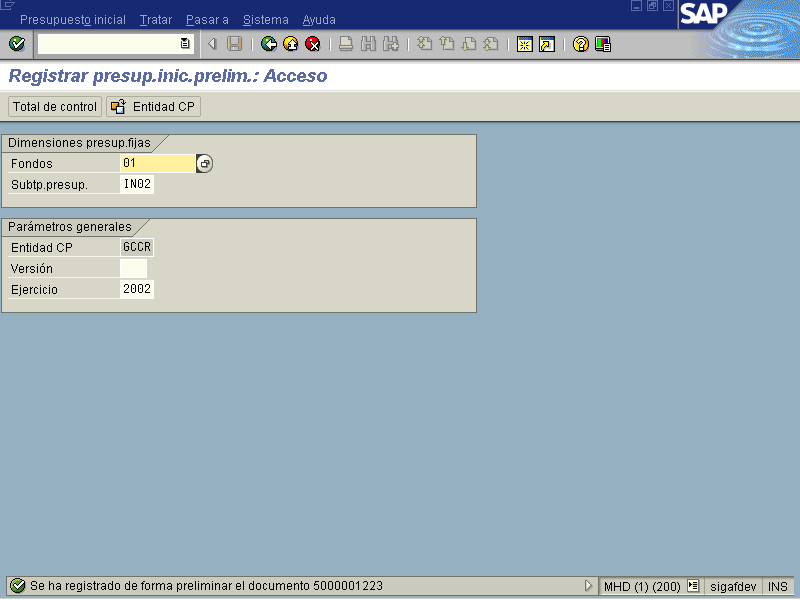 Presupuesto inicial Tratar Pasar a Sistema Ayuda
SAP
Registrar presup.inic.prelim.: Acceso
Total de control Entidad CP
Dimensiones presup.fijas
Fondos 01
Subtp.presup. IN02
Parámetros generales
Entidad CP GCCR
Versión
Ejercicio 2002
Se ha registrado de forma preliminar el documento 5000001223 MHD (1) (200) sigafdev INS